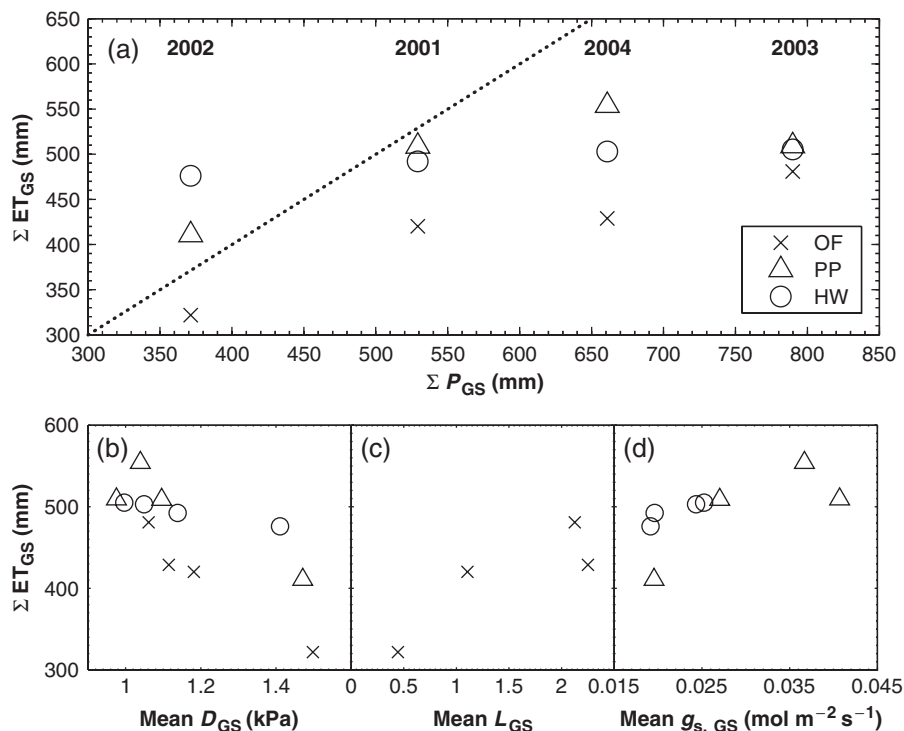 (a)
2002 2001 2004 2003
650
600
550
500
450
400
350
300
Σ ET_GS (mm)
OF
PP
HW
300 350 400 450 500 550 600 650 700 750 800 850
Σ P_GS (mm)
(b) (c) (d)
600
500
400
300
Σ ET_GS (mm)
1 1.2 1.4 0 0.5 1 1.5 2 0.015 0.025 0.035 0.045
Mean D_GS (kPa) Mean L_GS Mean g_s, GS (mol m⁻² s⁻¹)